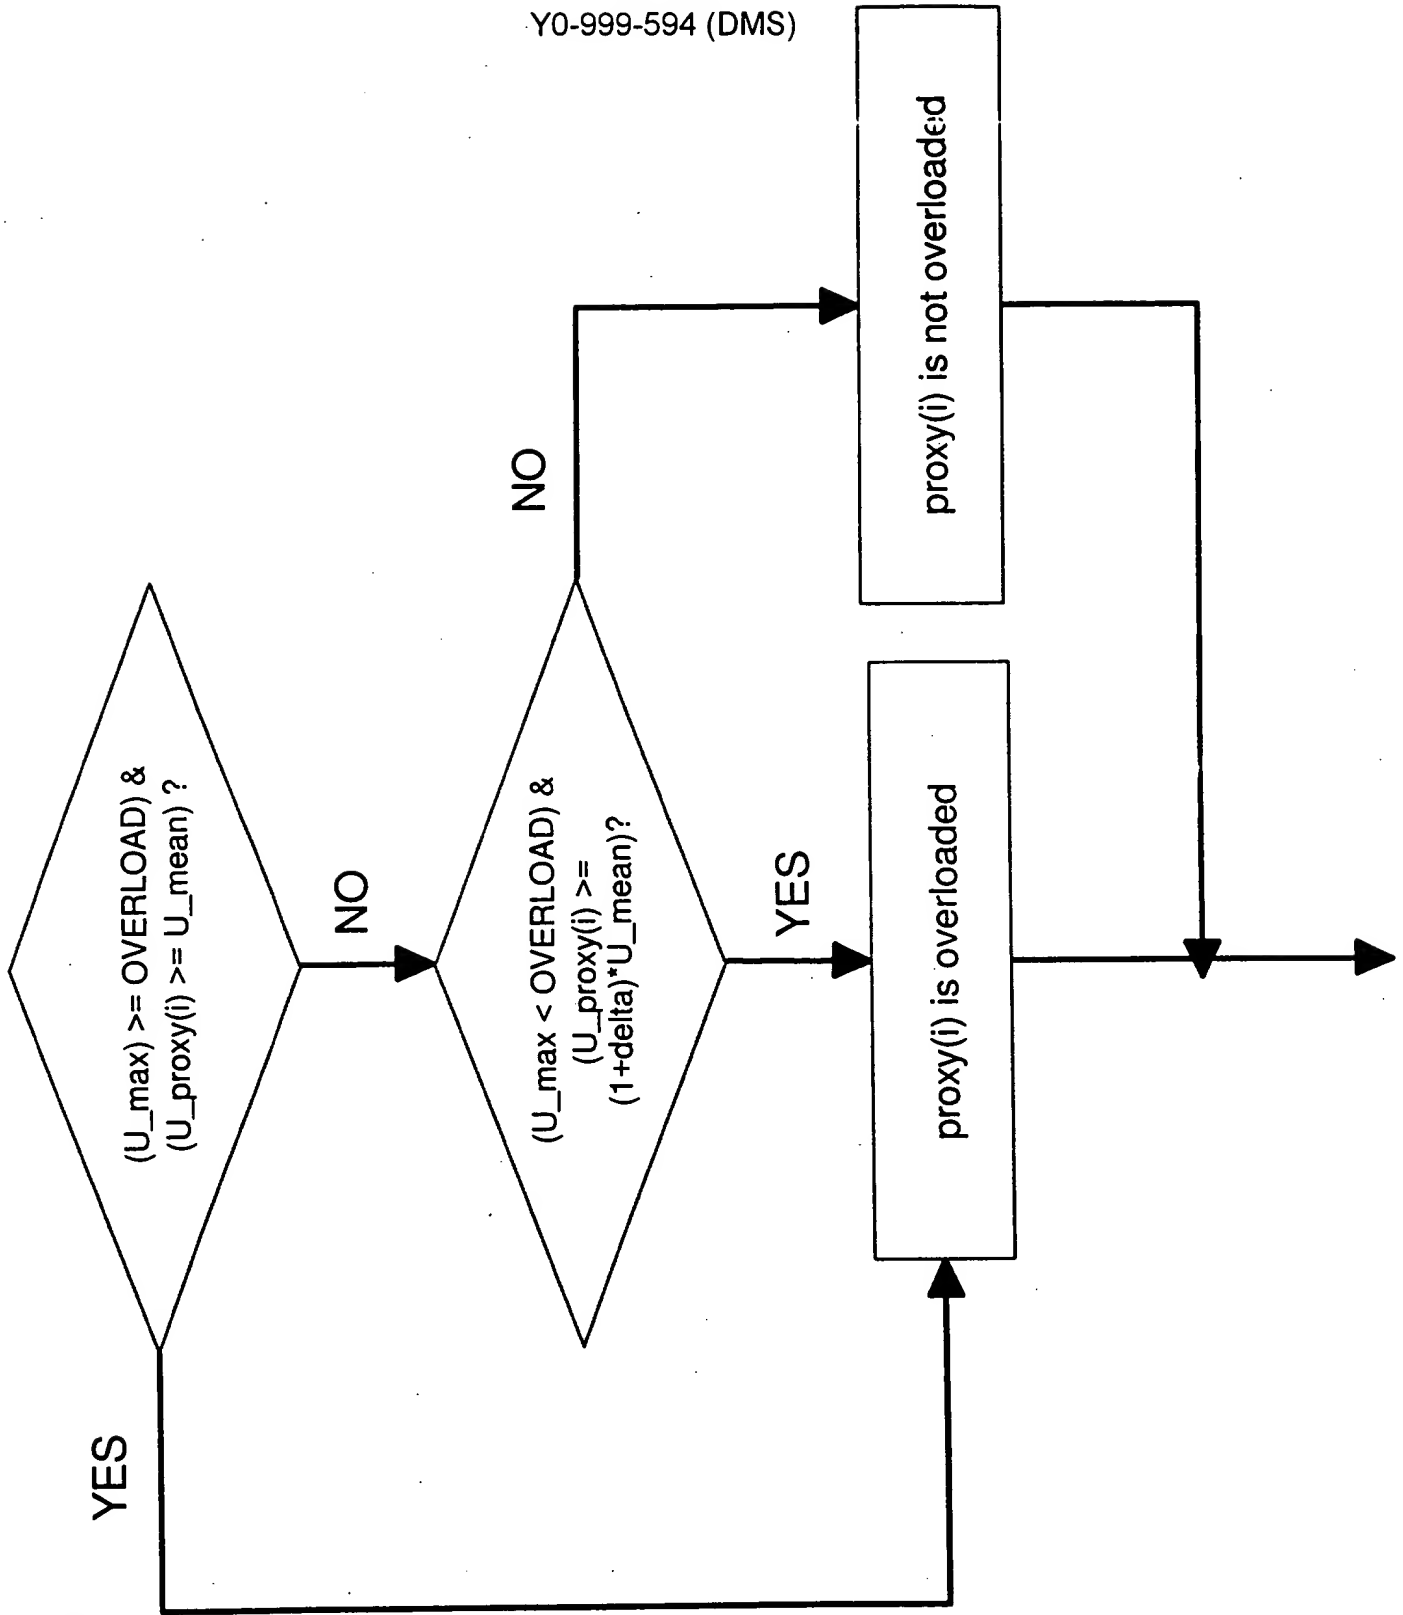 Y0-999-594 (DMS)
(U_max) >= OVERLOAD) &
(U_proxy(i) >= U_mean) ?
YES
NO
(U_max < OVERLOAD) &
(U_proxy(i) >=
(1+delta)*U_mean)?
NO
YES
proxy(i) is overloaded
proxy(i) is not overloaded